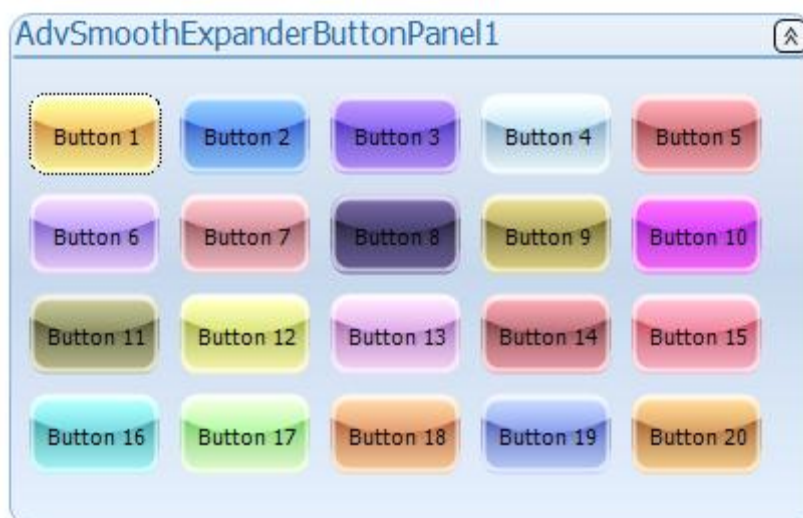 AdvSmoothExpanderButtonPanel1
Button 1 Button 2 Button 3 Button 4 Button 5
Button 6 Button 7 Button 8 Button 9 Button 10
Button 11 Button 12 Button 13 Button 14 Button 15
Button 16 Button 17 Button 18 Button 19 Button 20